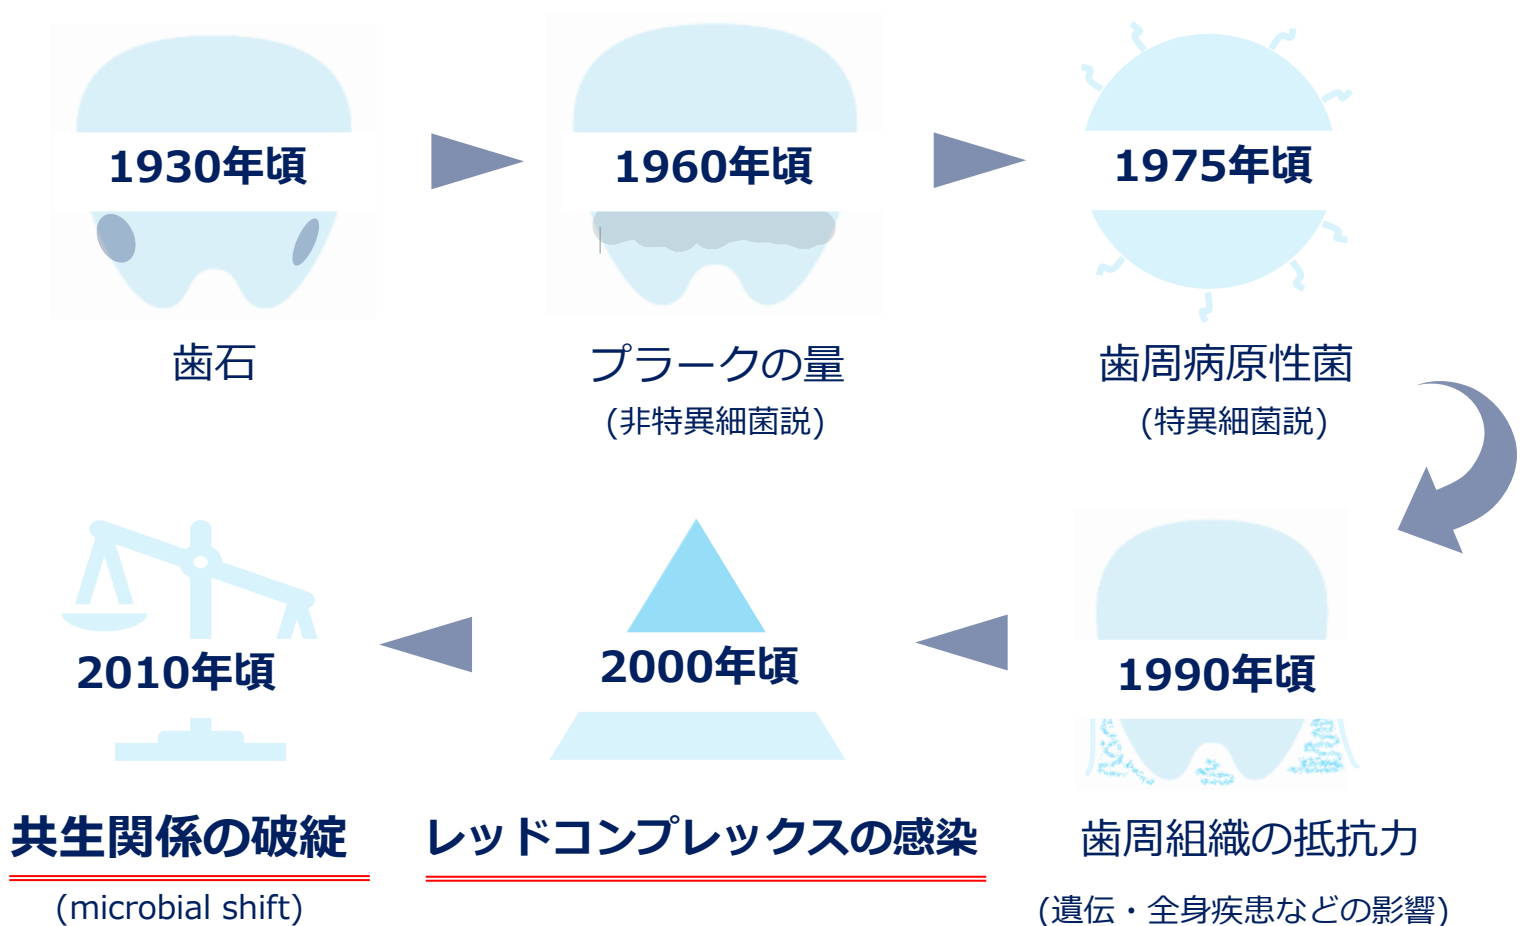 1930年頃
歯石
1960年頃
プラークの量
(非特異細菌説)
1975年頃
歯周病原性菌
(特異細菌説)
1990年頃
歯周組織の抵抗力
(遺伝・全身疾患などの影響)
2000年頃
レッドコンプレックスの感染
2010年頃
共生関係の破綻
(microbial shift)